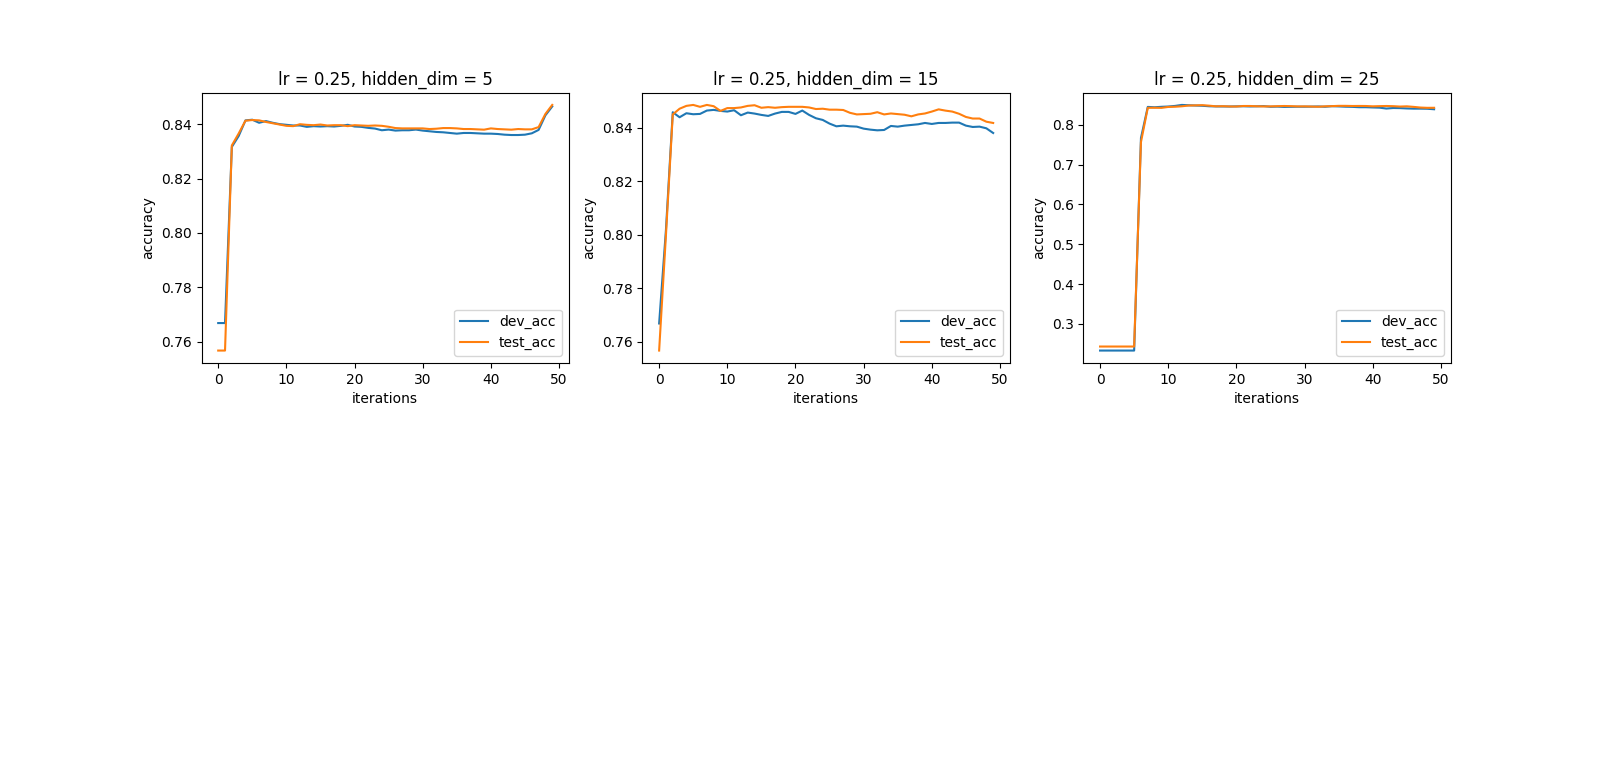 lr = 0.25, hidden_dim = 5
accuracy
0.84
0.82
0.80
0.78
0.76
0 10 20 30 40 50
iterations
dev_acc
test_acc
lr = 0.25, hidden_dim = 15
accuracy
0.84
0.82
0.80
0.78
0.76
0 10 20 30 40 50
iterations
dev_acc
test_acc
lr = 0.25, hidden_dim = 25
accuracy
0.8
0.7
0.6
0.5
0.4
0.3
0 10 20 30 40 50
iterations
dev_acc
test_acc